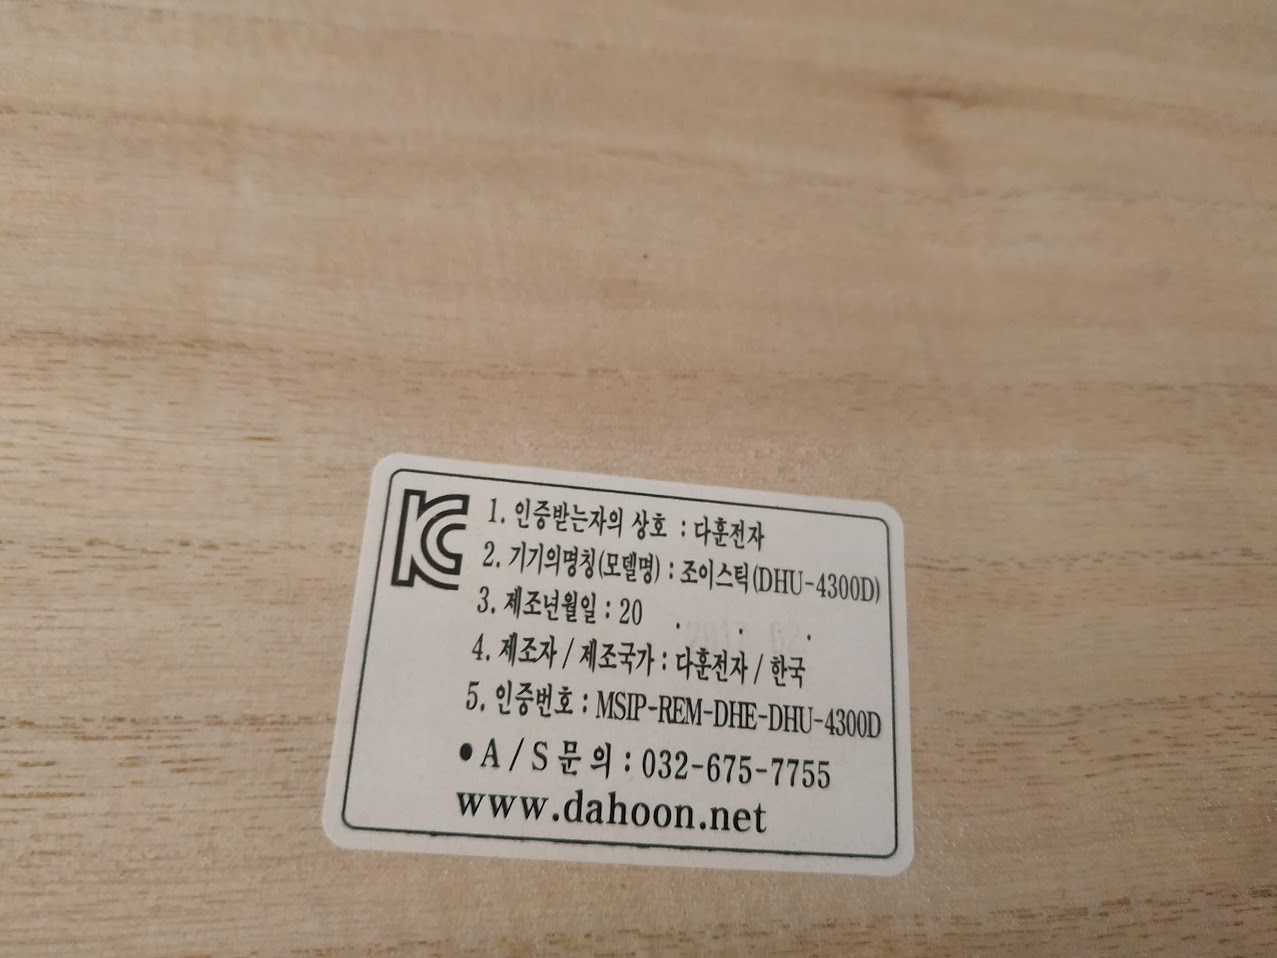 KC
1. 인증받는자의 상호 : 다훈전자
2. 기기의명칭(모델명) : 조이스틱(DHU-4300D)
3. 제조년월일 : 20 . . .
4. 제조자 / 제조국가 : 다훈전자 / 한국
5. 인증번호 : MSIP-REM-DHE-DHU-4300D
•A / S 문 의 : 032-675-7755
www.dahoon.net